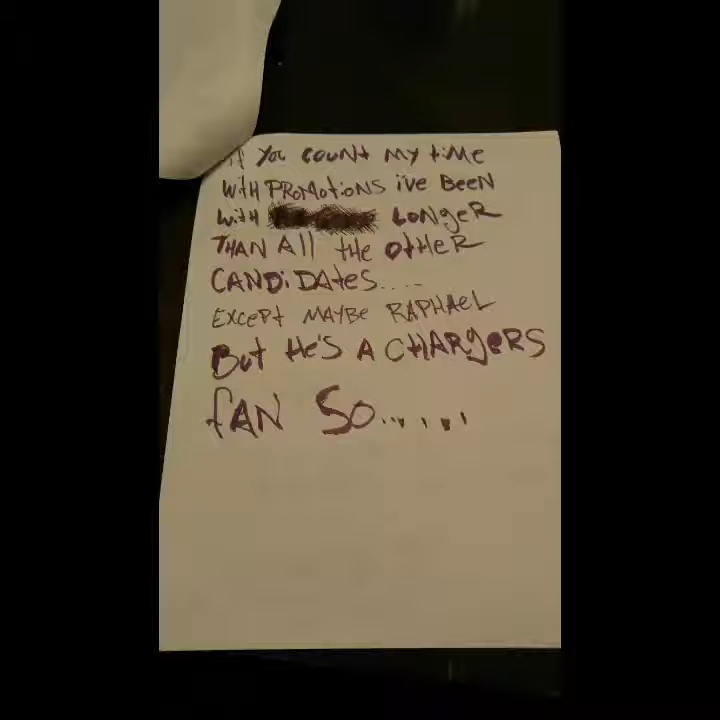 if You COUNt MY tiME
WitH PROMOtiONS i'VE BEEN
WitH LONgeR
THAN All tHe OtHeR
CANDiDAtes....
EXCePt MAYBe RAPHAeL
But He'S A CHARgeRS
fAN SO......